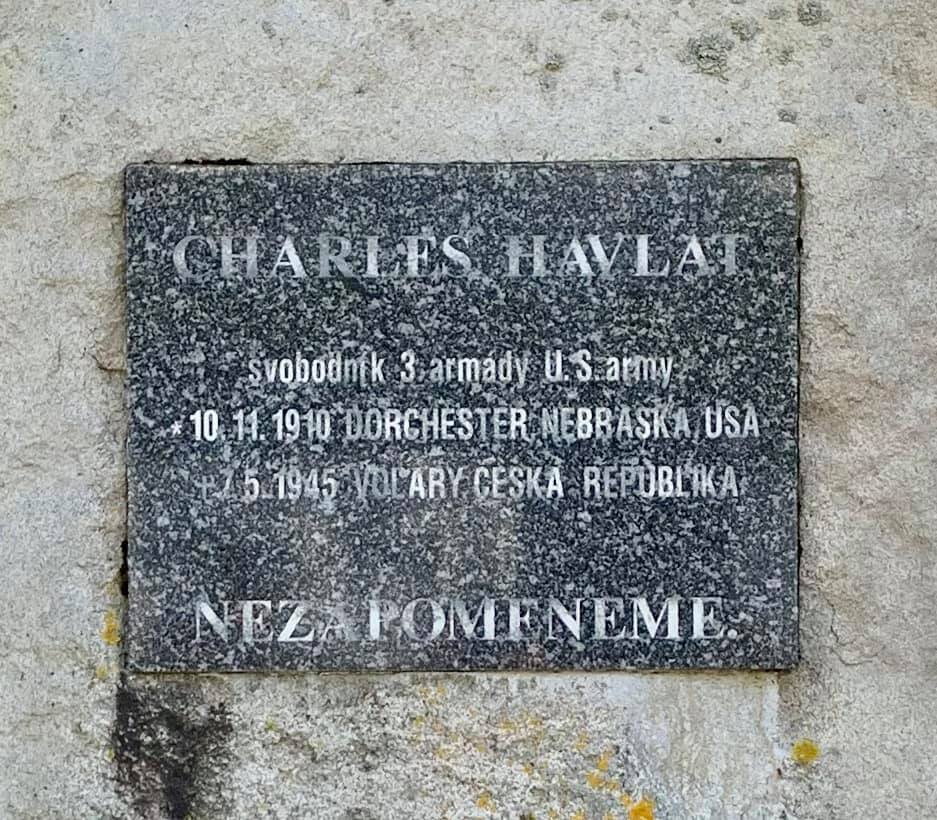 CHARLES HAVLAT
svobodník 3. armády U.S. army
* 10. 11. 1910 DORCHESTER, NEBRASKA, USA
† 7. 5. 1945 VOLARY ČESKÁ REPUBLIKA
NEZAPOMENEME.